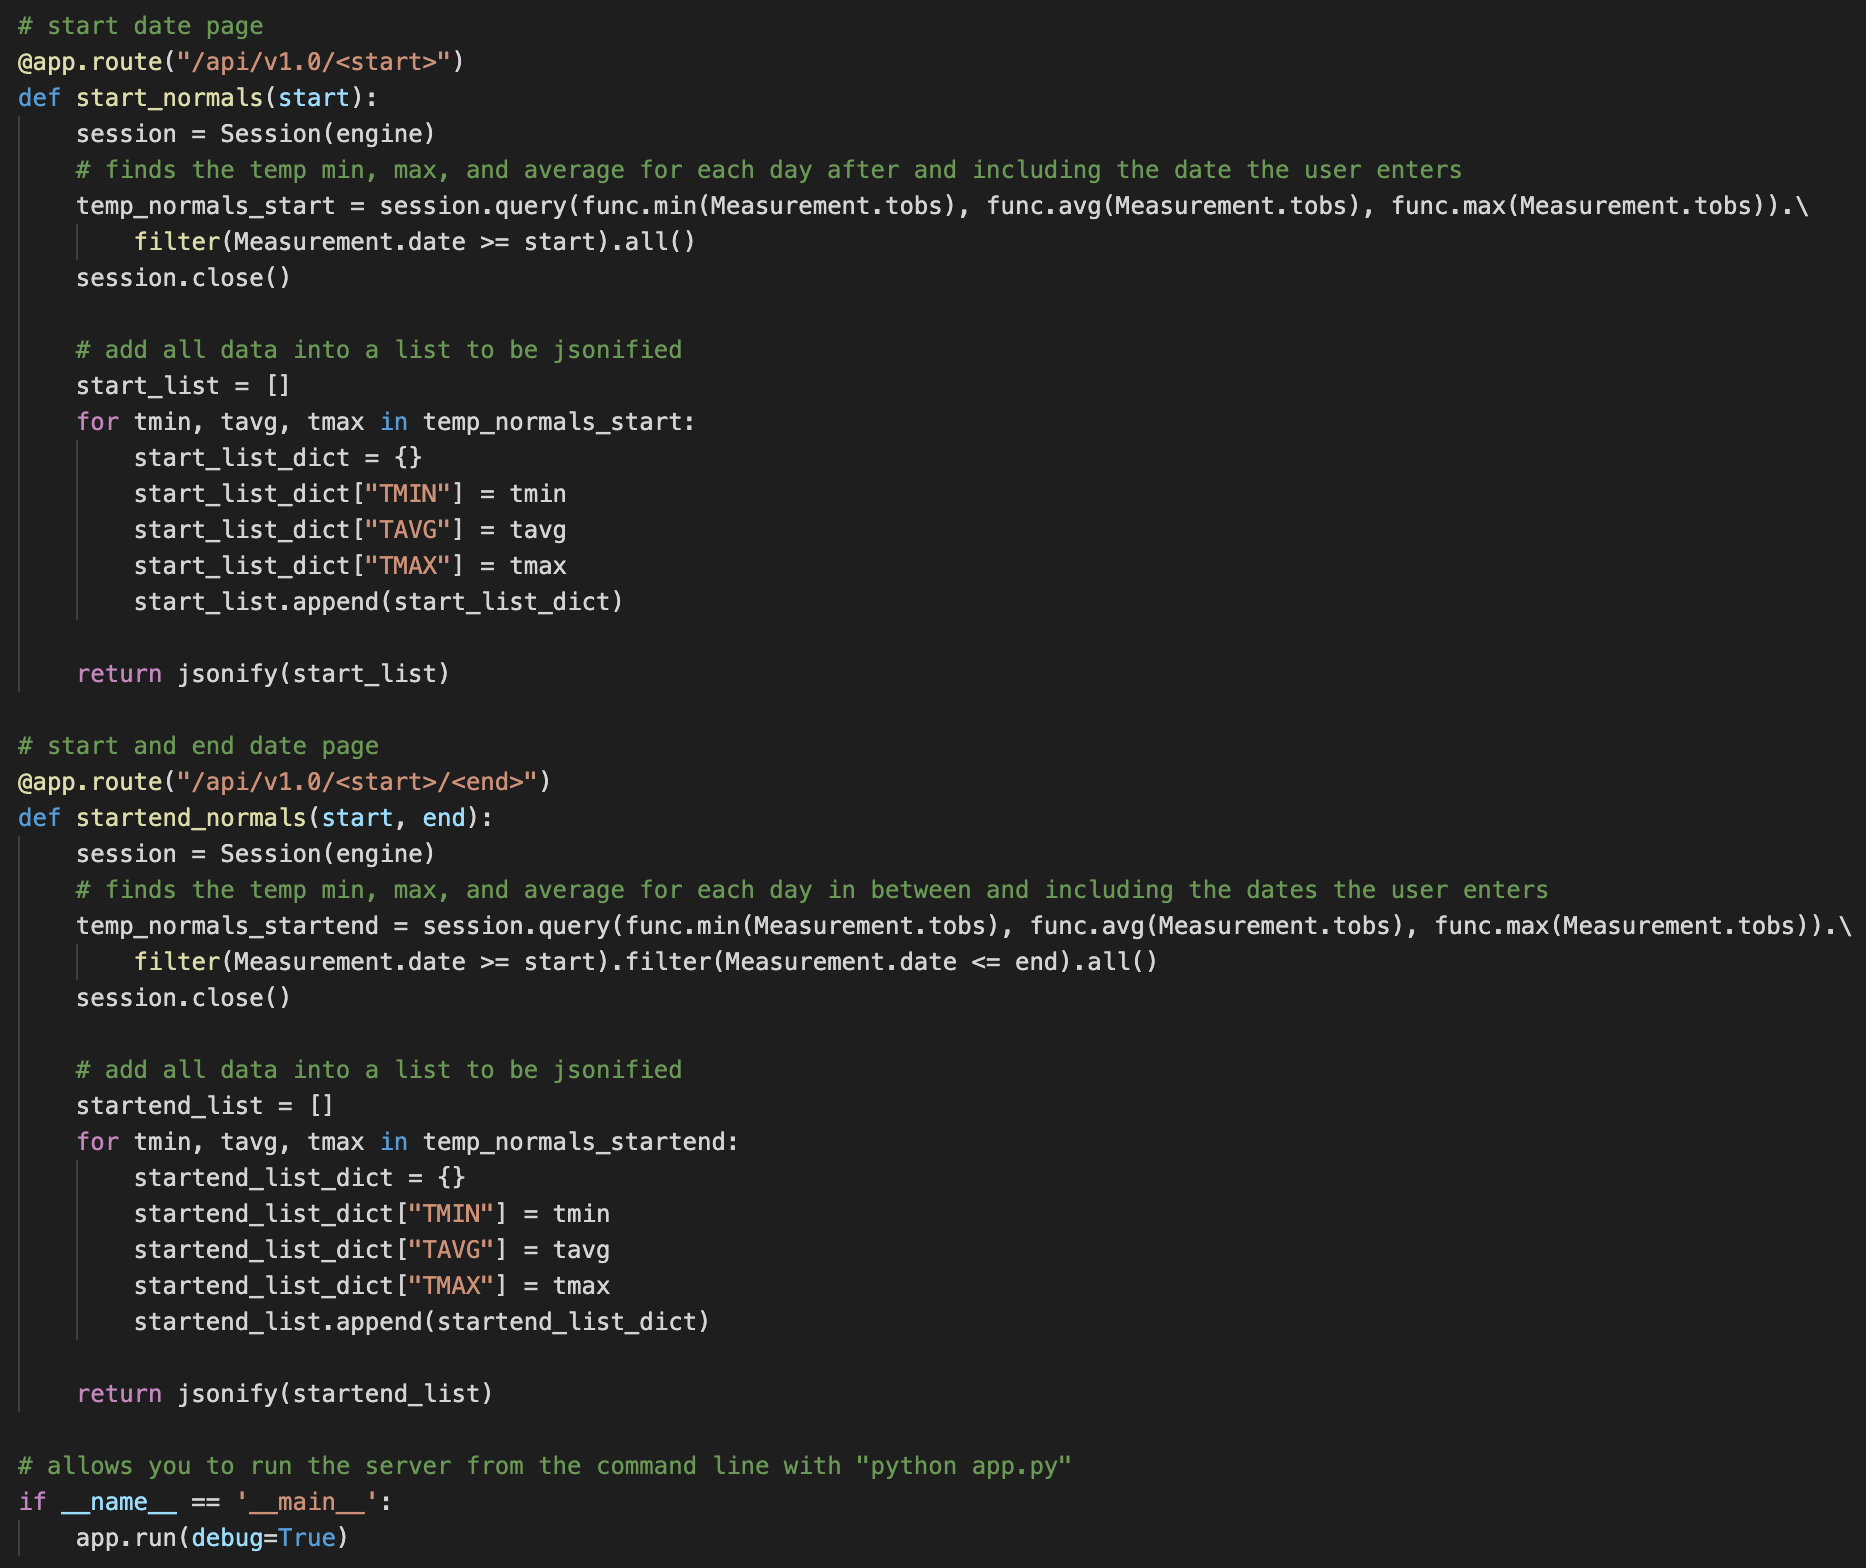 # start date page
@app.route("/api/v1.0/<start>")
def start_normals(start):
    session = Session(engine)
    # finds the temp min, max, and average for each day after and including the date the user enters
    temp_normals_start = session.query(func.min(Measurement.tobs), func.avg(Measurement.tobs), func.max(Measurement.tobs)).\
        filter(Measurement.date >= start).all()
    session.close()

    # add all data into a list to be jsonified
    start_list = []
    for tmin, tavg, tmax in temp_normals_start:
        start_list_dict = {}
        start_list_dict["TMIN"] = tmin
        start_list_dict["TAVG"] = tavg
        start_list_dict["TMAX"] = tmax
        start_list.append(start_list_dict)

    return jsonify(start_list)

# start and end date page
@app.route("/api/v1.0/<start>/<end>")
def startend_normals(start, end):
    session = Session(engine)
    # finds the temp min, max, and average for each day in between and including the dates the user enters
    temp_normals_startend = session.query(func.min(Measurement.tobs), func.avg(Measurement.tobs), func.max(Measurement.tobs)).\
        filter(Measurement.date >= start).filter(Measurement.date <= end).all()
    session.close()

    # add all data into a list to be jsonified
    startend_list = []
    for tmin, tavg, tmax in temp_normals_startend:
        startend_list_dict = {}
        startend_list_dict["TMIN"] = tmin
        startend_list_dict["TAVG"] = tavg
        startend_list_dict["TMAX"] = tmax
        startend_list.append(startend_list_dict)

    return jsonify(startend_list)

# allows you to run the server from the command line with "python app.py"
if __name__ == '__main__':
    app.run(debug=True)